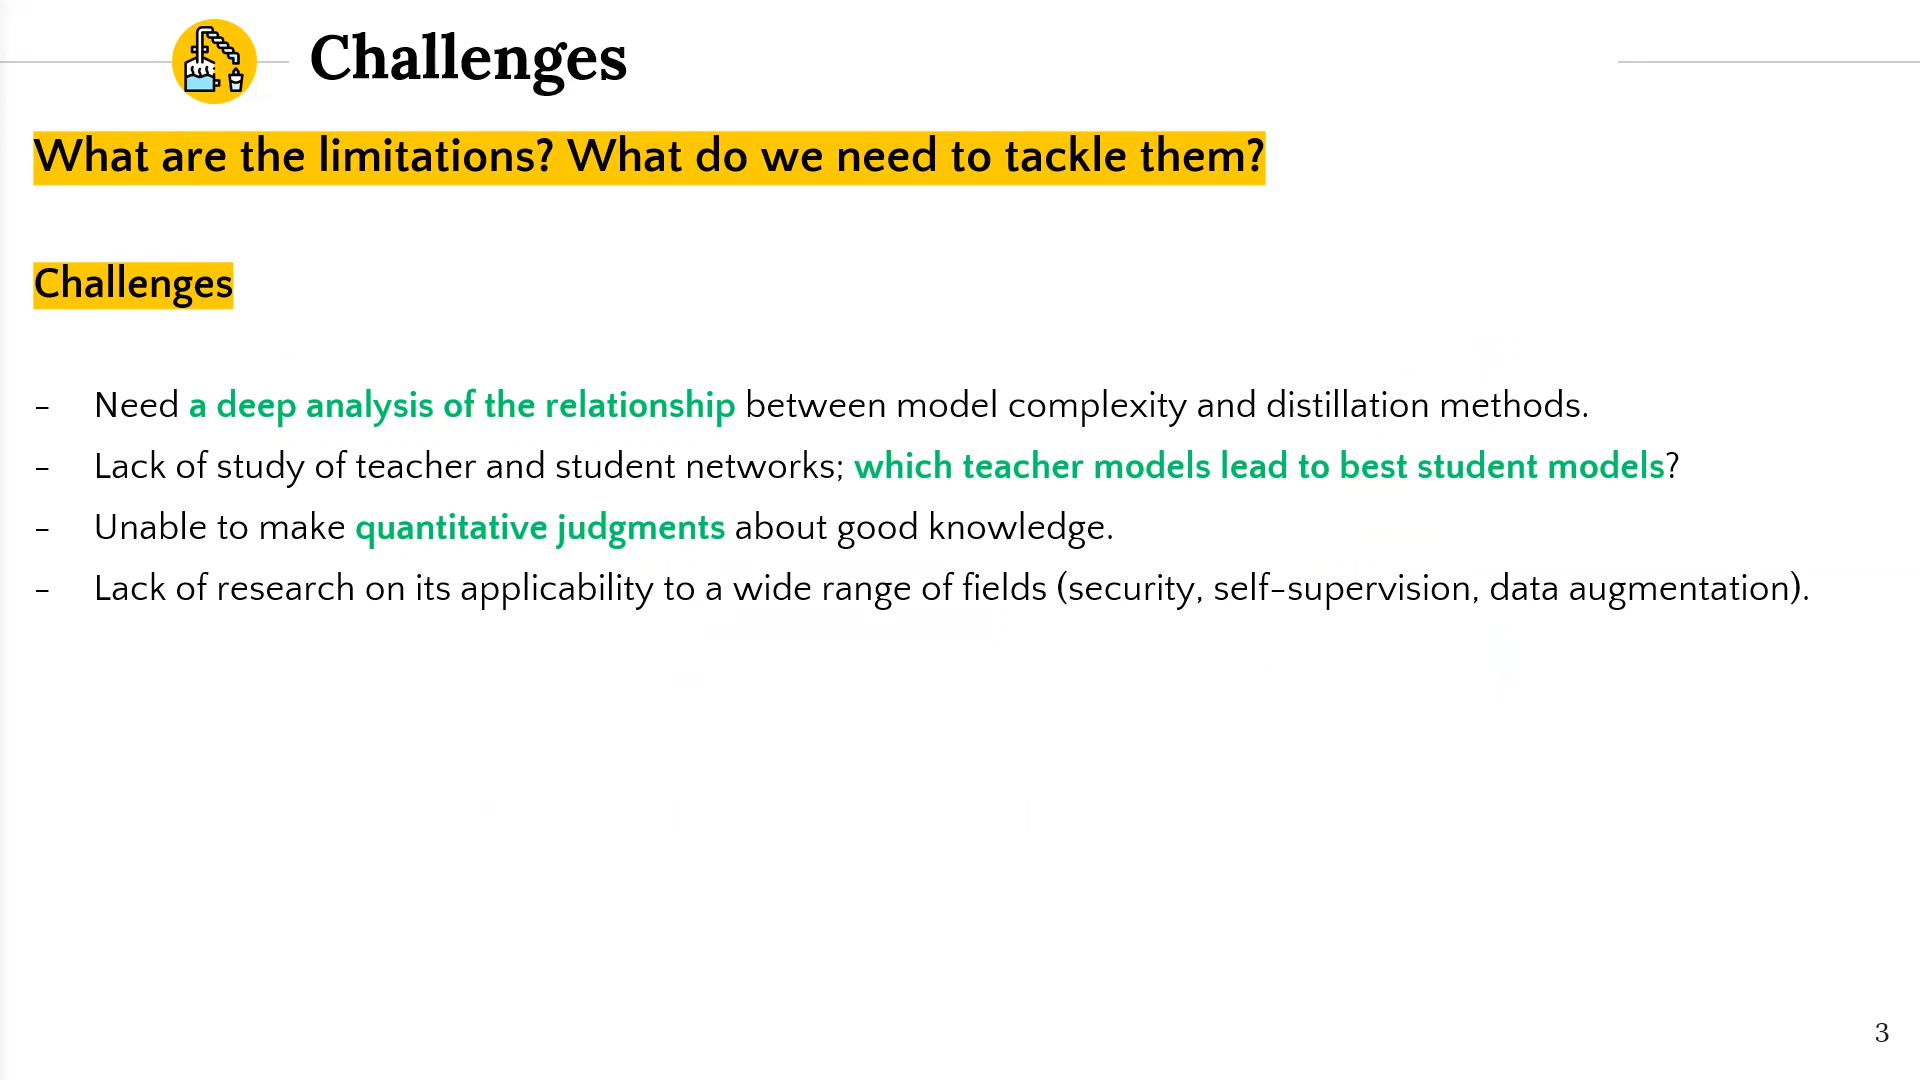 Challenges
What are the limitations? What do we need to tackle them?
Challenges
- Need a deep analysis of the relationship between model complexity and distillation methods.
- Lack of study of teacher and student networks; which teacher models lead to best student models?
- Unable to make quantitative judgments about good knowledge.
- Lack of research on its applicability to a wide range of fields (security, self-supervision, data augmentation).
3